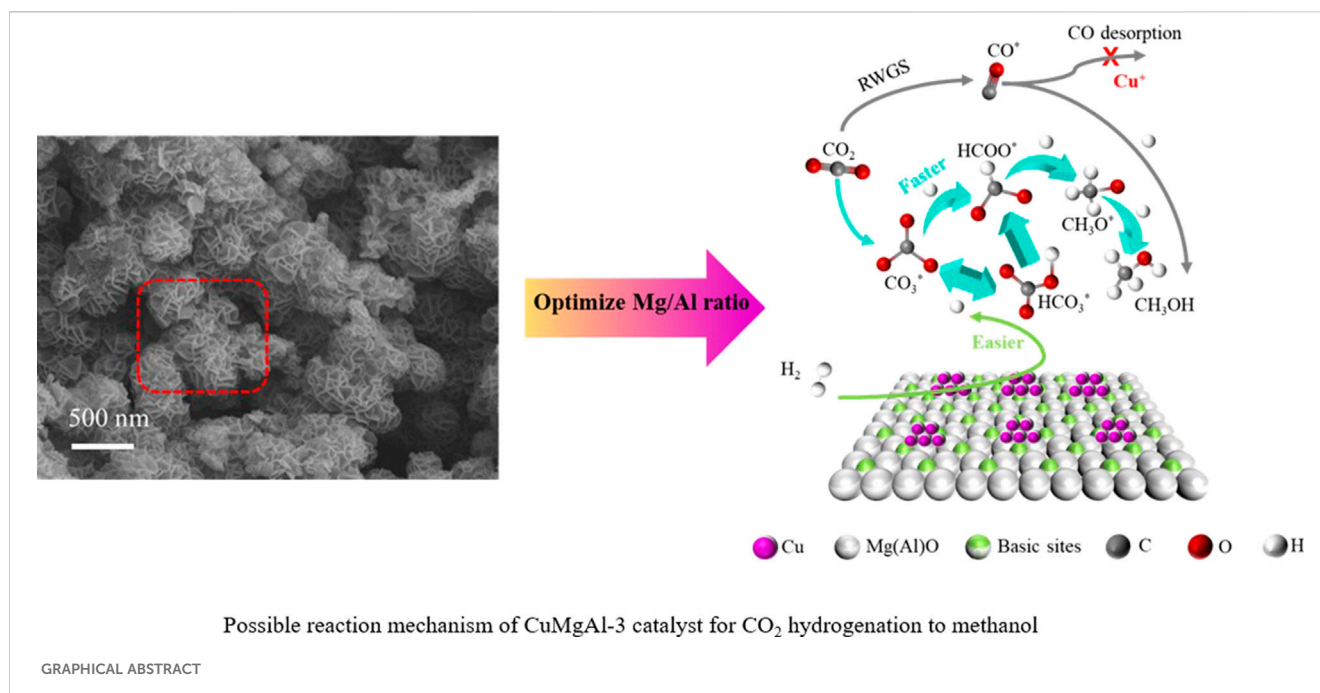 500 nm
Optimize Mg/Al ratio
CO desorption
X
Cu⁺
CO*
RWGS
CO₂
HCOO*
Faster
CH₃O*
CO₃*
HCO₃*
CH₃OH
Easier
H₂
Cu
Mg(Al)O
Basic sites
C
O
H
Possible reaction mechanism of CuMgAl-3 catalyst for CO₂ hydrogenation to methanol
GRAPHICAL ABSTRACT